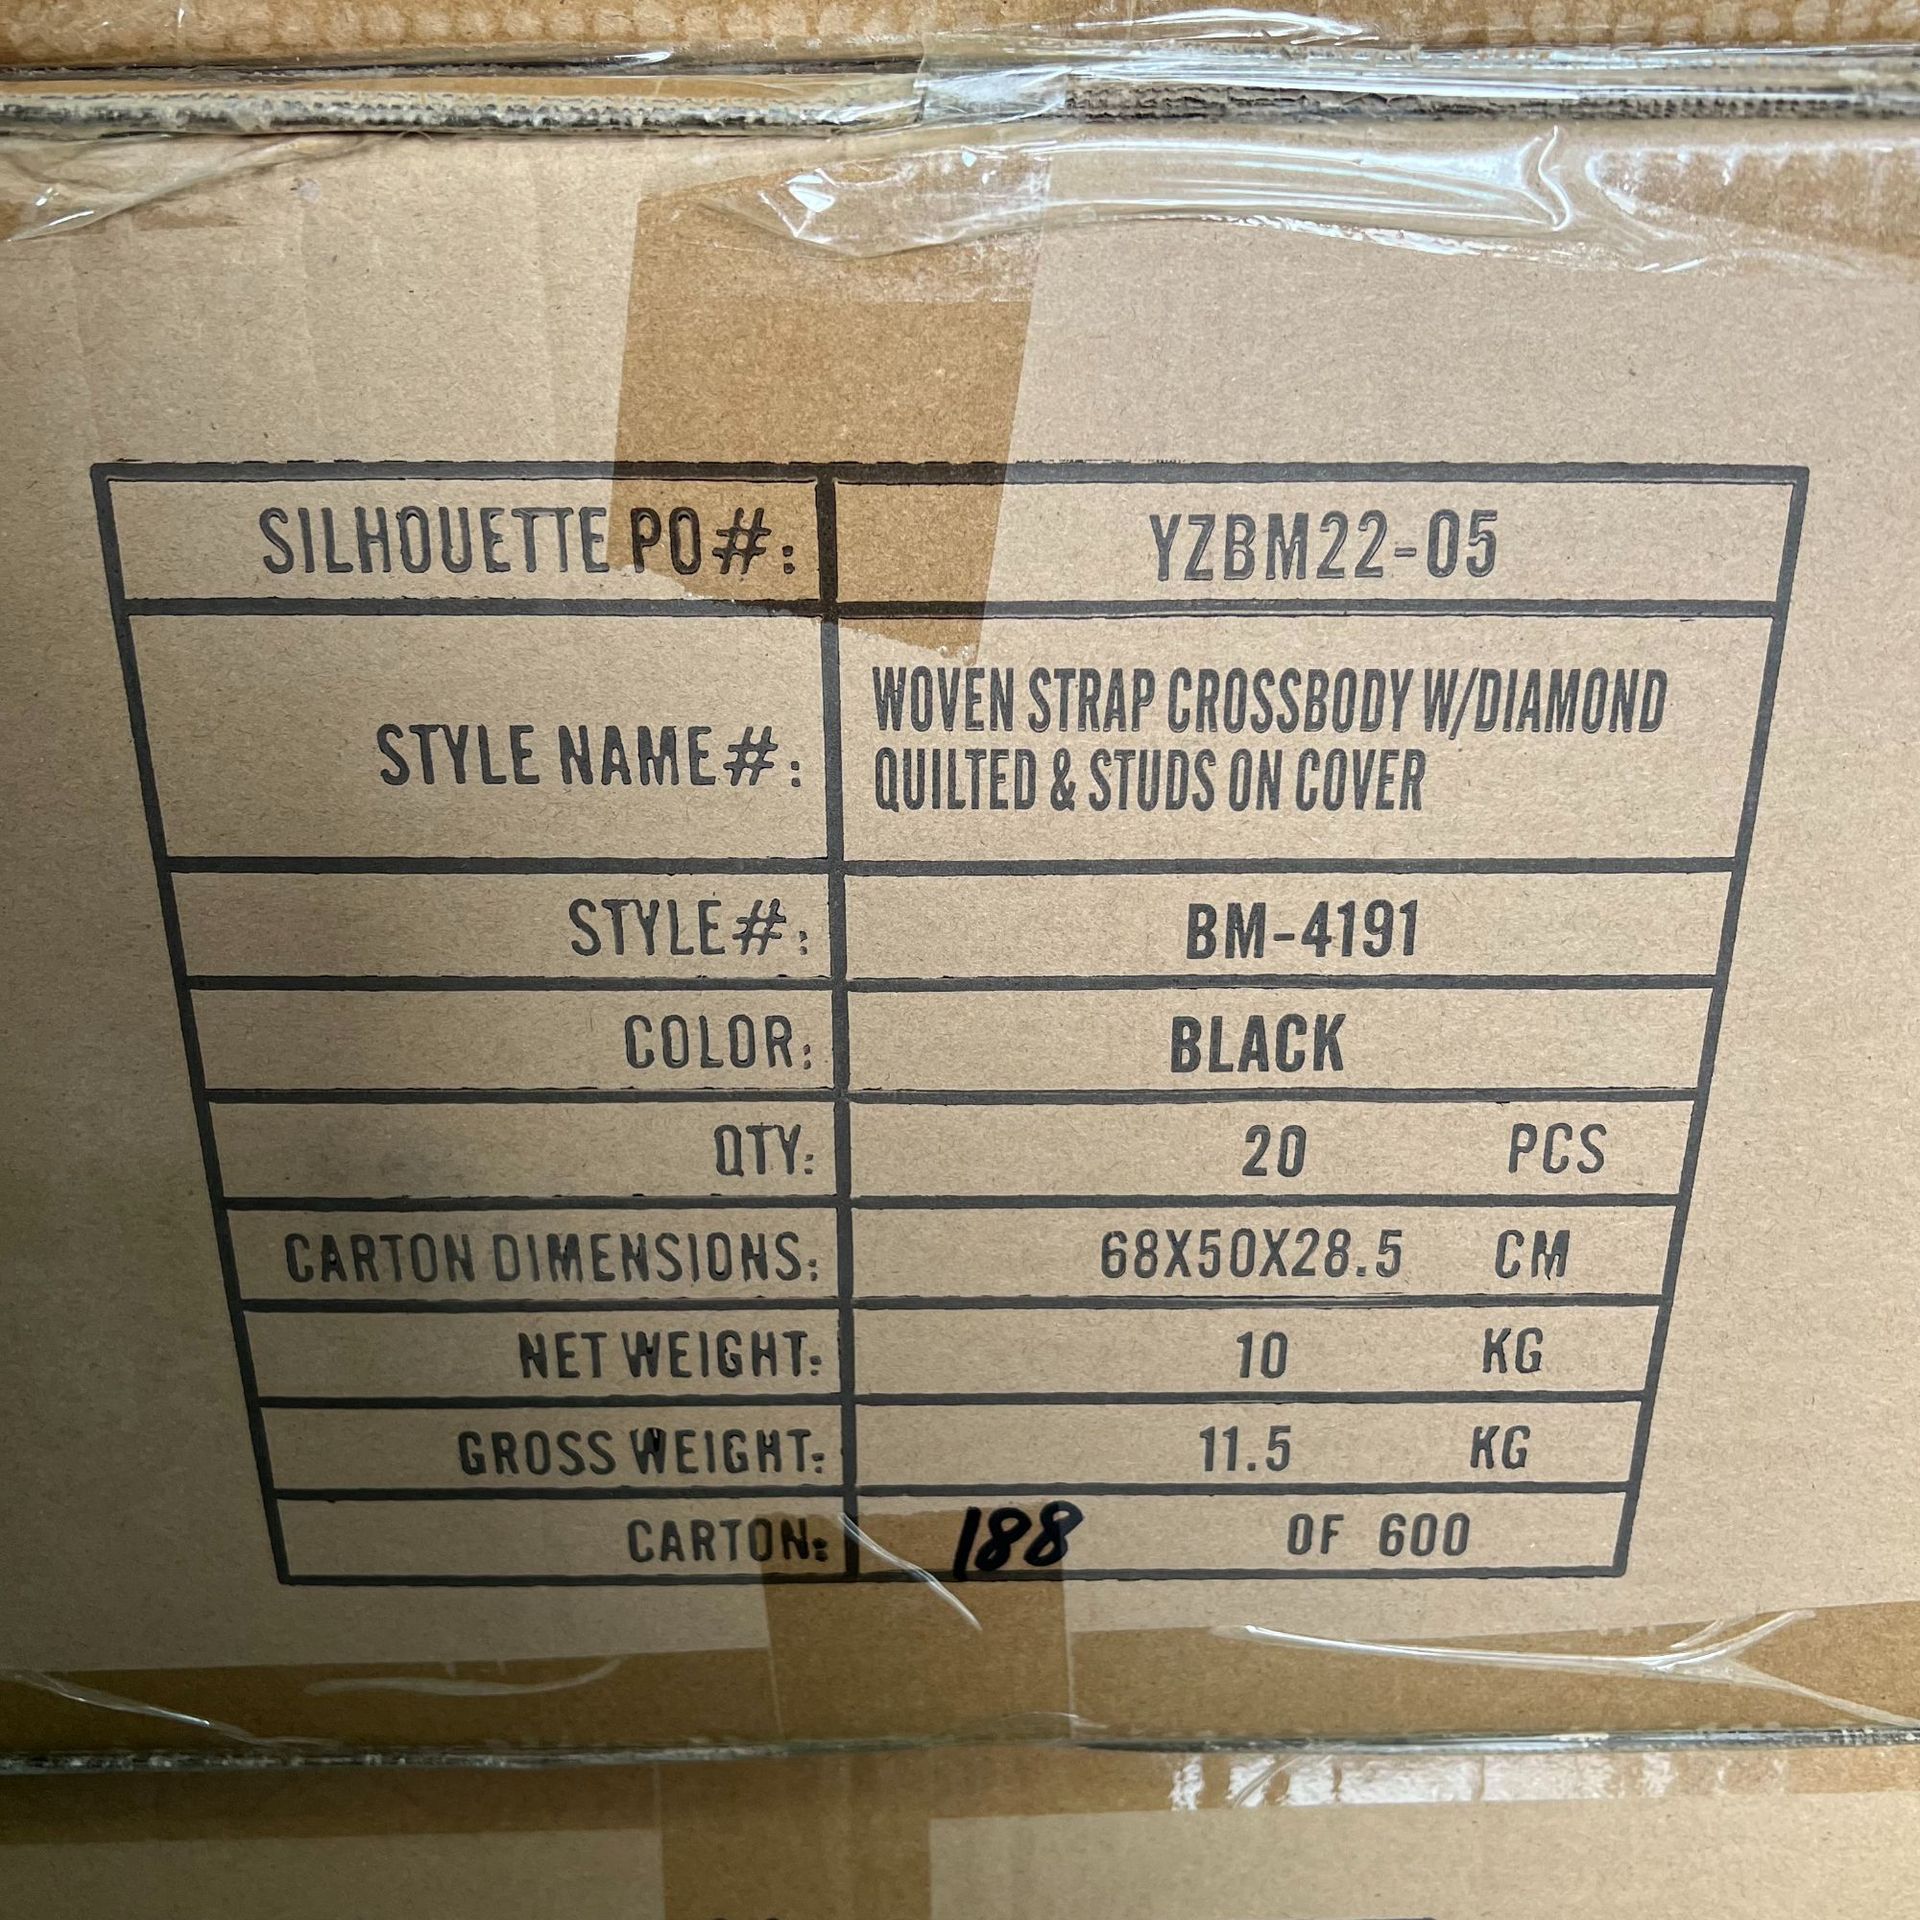 SILHOUETTE PO#: YZBM22-05
STYLE NAME#: WOVEN STRAP CROSSBODY W/DIAMOND
QUILTED & STUDS ON COVER
STYLE#: BM-4191
COLOR: BLACK
QTY: 20 PCS
CARTON DIMENSIONS: 68X50X28.5 CM
NET WEIGHT: 10 KG
GROSS WEIGHT: 11.5 KG
CARTON: 188 OF 600